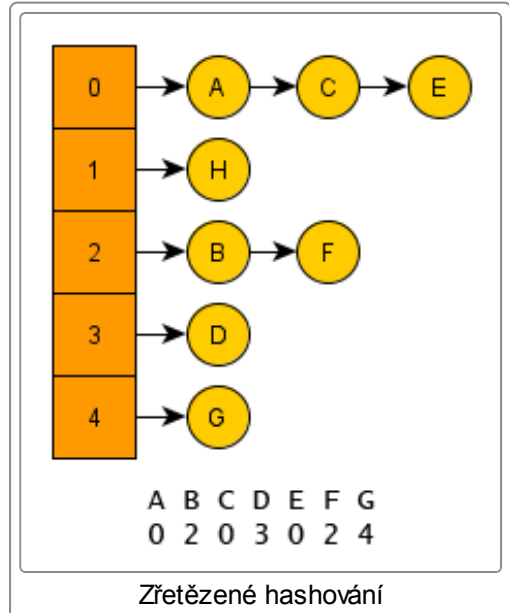 0 A C E
1 H
2 B F
3 D
4 G
A B C D E F G
0 2 0 3 0 2 4
Zřetězené hashování